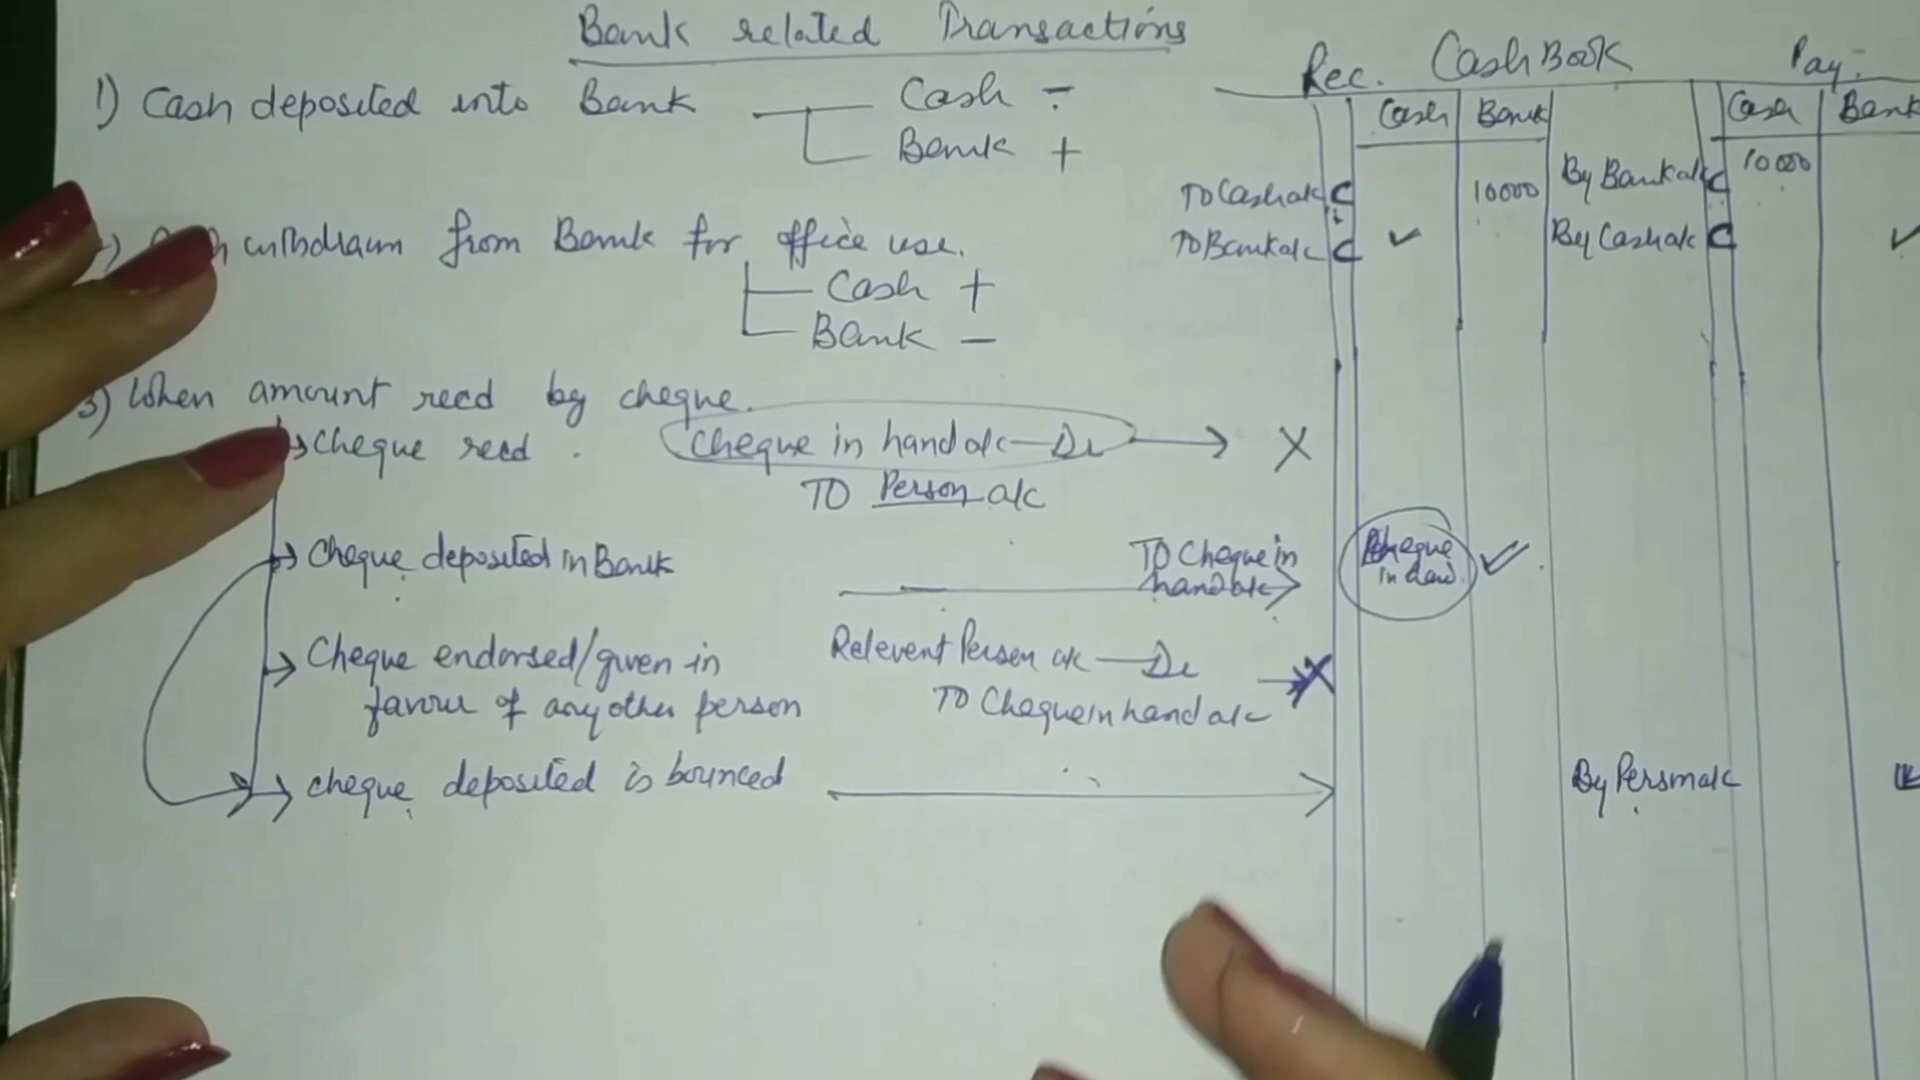 Bank related Transactions
1) Cash deposited into Bank
Cash -
Bank +
withdrawn from Bank for office use.
Cash +
Bank -
3) When amount recd by cheque.
Cheque recd.
Cheque in hand a/c — Dr
TO Person a/c
Cheque deposited in Bank
Cheque endorsed/given in
favour of any other person
Relevent Person a/c — Dr
TO Cheque in hand a/c
X
cheque deposited is bounced
Rec. Cash Book Pay.
Cash Bank Cash Bank
TO Cash a/c C 10000 By Bank a/c C 10000
TO Bank a/c C ✓ By Cash a/c C ✓
X
TO Cheque in
hand a/c
✓
By Person a/c